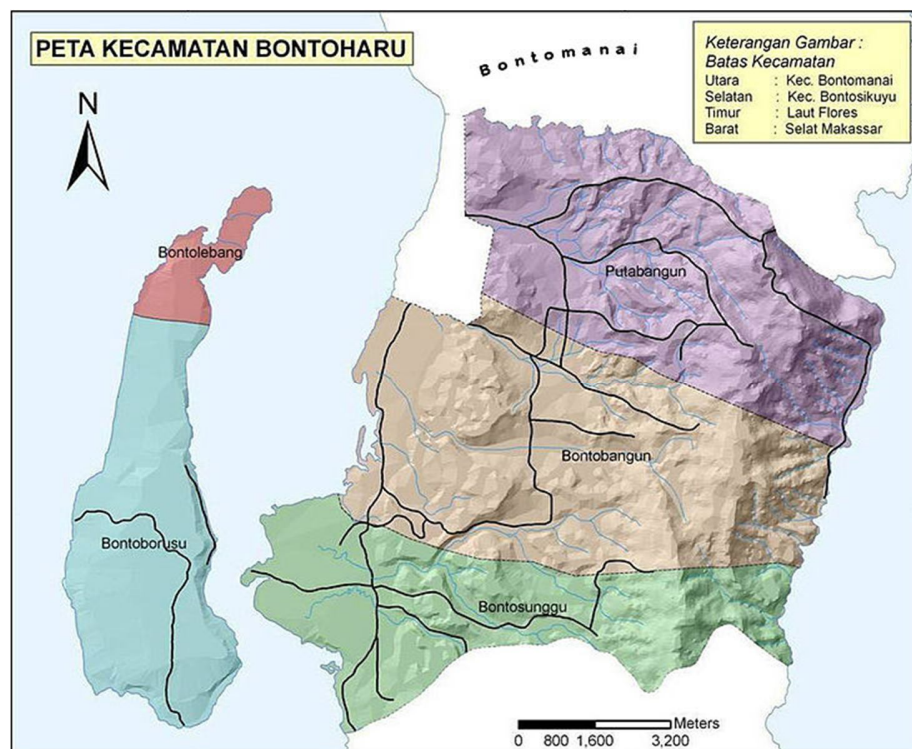 PETA KECAMATAN BONTOHARU
Bontomanai
Keterangan Gambar :
Batas Kecamatan
Utara : Kec. Bontomanai
Selatan : Kec. Bontosikuyu
Timur : Laut Flores
Barat : Selat Makassar
N
Bontolebang
Putabangun
Bontobangun
Bontoborusu
Bontosunggu
Meters
0 800 1,600 3,200